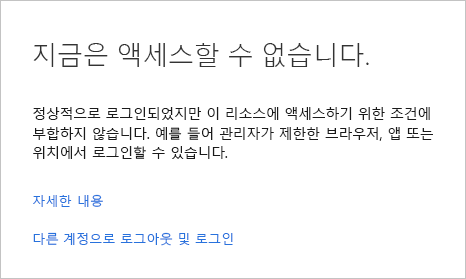 지금은 액세스할 수 없습니다.
정상적으로 로그인되었지만 이 리소스에 액세스하기 위한 조건에
부합하지 않습니다. 예를 들어 관리자가 제한한 브라우저, 앱 또는
위치에서 로그인할 수 있습니다.
자세한 내용
다른 계정으로 로그아웃 및 로그인